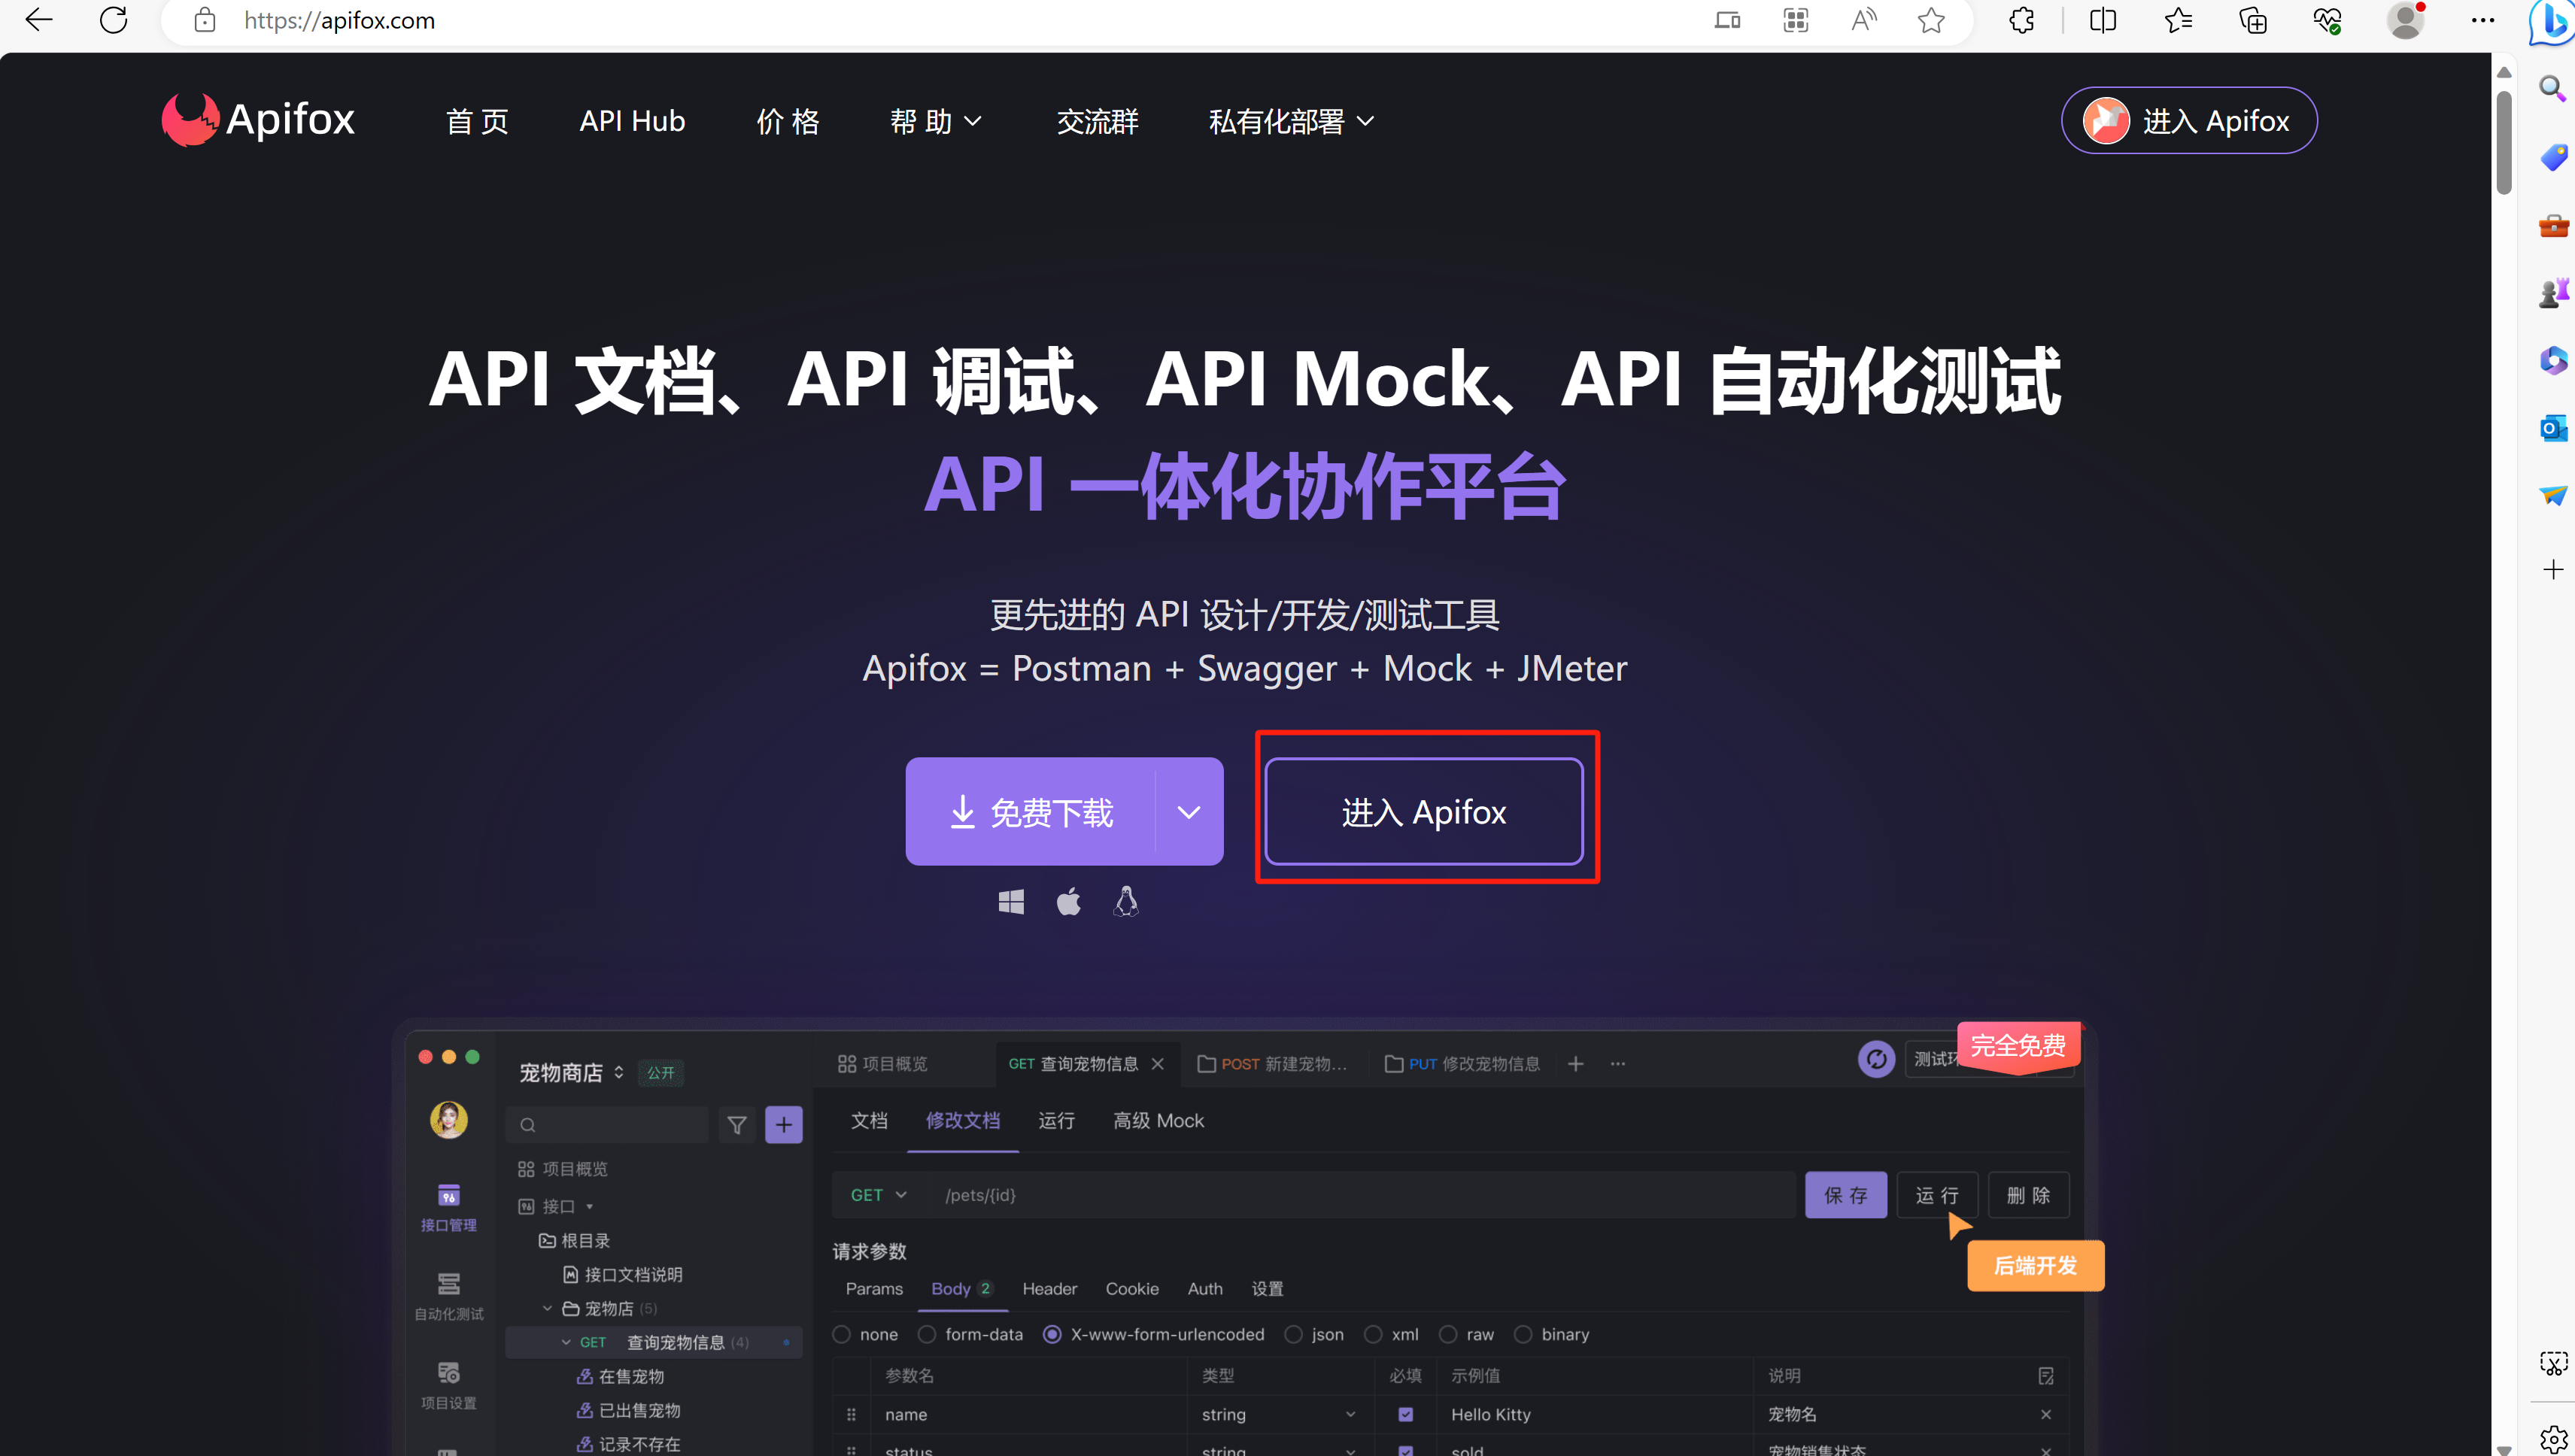 https://apifox.com
Apifox 首 页 API Hub 价 格 帮 助 交流群 私有化部署 进入 Apifox
API 文档、API 调试、API Mock、API 自动化测试
API 一体化协作平台
更先进的 API 设计/开发/测试工具
Apifox = Postman + Swagger + Mock + JMeter
免费下载 进入 Apifox
完全免费
宠物商店 公开 项目概览 GET 查询宠物信息 POST 新建宠物... PUT 修改宠物信息 测试环
文档 修改文档 运行 高级 Mock
项目概览
接口管理 接口 GET /pets/{id} 保 存 运 行 删 除
根目录 请求参数 后端开发
接口文档说明 Params Body 2 Header Cookie Auth 设置
自动化测试 宠物店 (5)
GET 查询宠物信息 (4) none form-data X-www-form-urlencoded json xml raw binary
在售宠物 参数名 类型 必填 示例值 说明
项目设置 已出售宠物 name string Hello Kitty 宠物名
记录不存在 status string sold 宠物销售状态